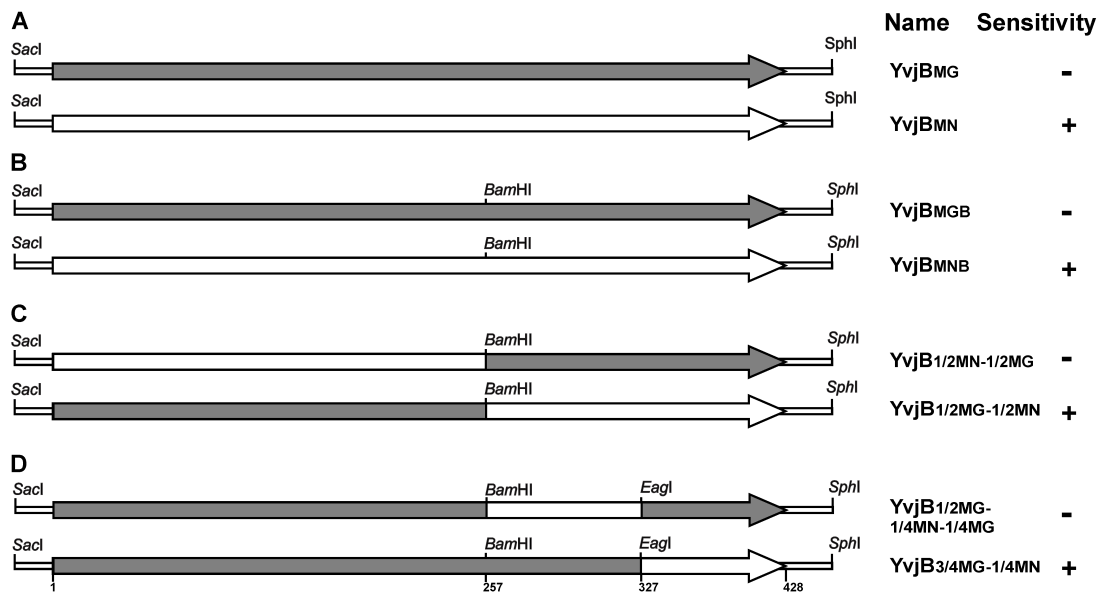 A Name Sensitivity
SacI SphI
YvjBMG -
SacI SphI
YvjBMN +
B
SacI BamHI SphI
YvjBMGB -
SacI BamHI SphI
YvjBMNB +
C
SacI BamHI SphI
YvjB1/2MN-1/2MG -
SacI BamHI SphI
YvjB1/2MG-1/2MN +
D
SacI BamHI EagI SphI
YvjB1/2MG- -
1/4MN-1/4MG
SacI BamHI EagI SphI
YvjB3/4MG-1/4MN +
1 257 327 428